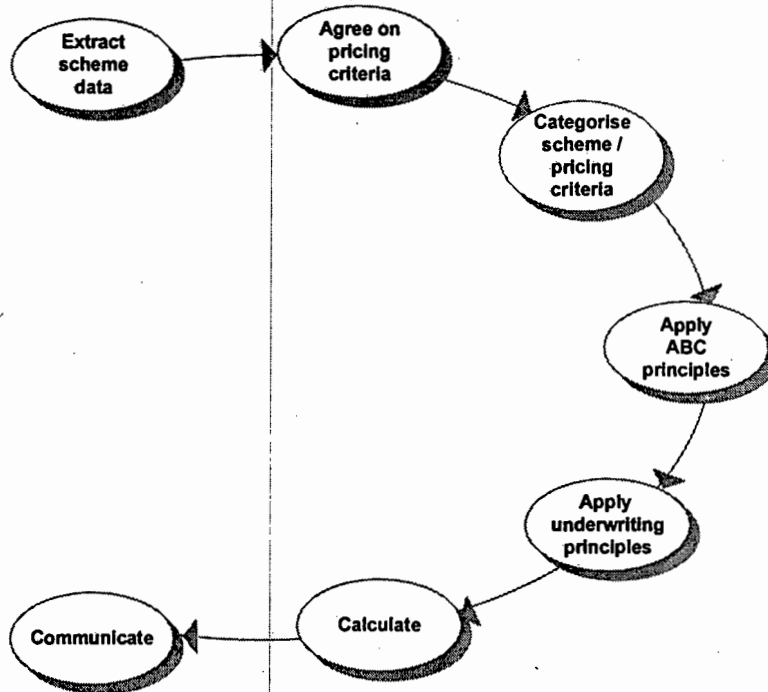 Extract
scheme
data
Agree on
pricing
criteria
Categorise
scheme /
pricing
criteria
Apply
ABC
principles
Apply
underwriting
principles
Calculate
Communicate